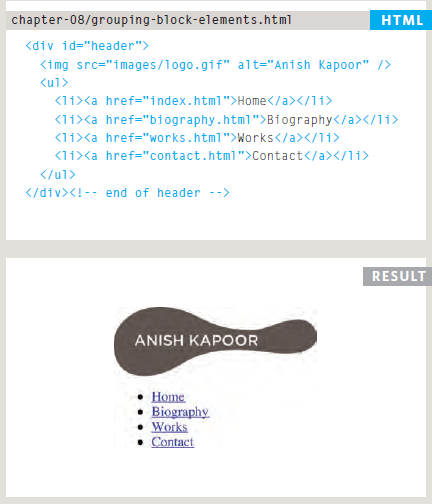 chapter-08/grouping-block-elements.html HTML
<div id="header">
<img src="images/logo.gif" alt="Anish Kapoor" />
<ul>
<li><a href="index.html">Home</a></li>
<li><a href="biography.html">Biography</a></li>
<li><a href="works.html">Works</a></li>
<li><a href="contact.html">Contact</a></li>
</ul>
</div><!-- end of header -->
RESULT
ANISH KAPOOR
• Home
• Biography
• Works
• Contact